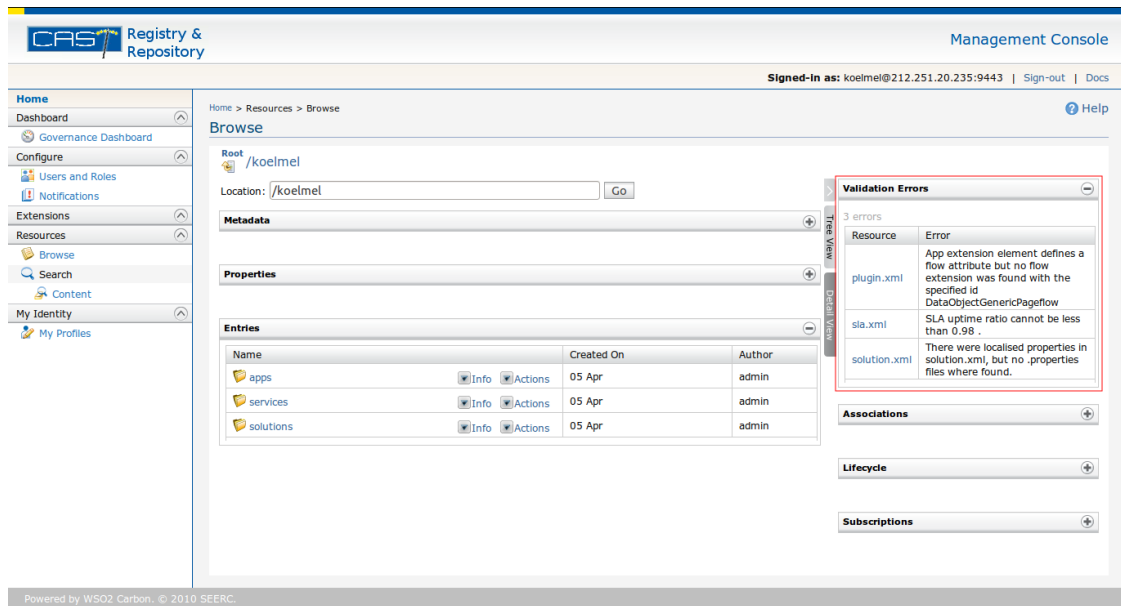 CAST
Registry &
Repository
Management Console
Signed-in as: koelmel@212.251.20.235:9443 | Sign-out | Docs
Home
Dashboard
Governance Dashboard
Configure
Users and Roles
Notifications
Extensions
Resources
Browse
Search
Content
My Identity
My Profiles
Home > Resources > Browse
Help
Browse
Root
/koelmel
Location: /koelmel Go
Metadata
Properties
Entries
Name Created On Author
apps Info Actions 05 Apr admin
services Info Actions 05 Apr admin
solutions Info Actions 05 Apr admin
Tree View
Detail View
Validation Errors
3 errors
Resource Error
plugin.xml
App extension element defines a
flow attribute but no flow
extension was found with the
specified id
DataObjectGenericPageflow
sla.xml
SLA uptime ratio cannot be less
than 0.98 .
solution.xml
There were localised properties in
solution.xml, but no .properties
files where found.
Associations
Lifecycle
Subscriptions
Powered by WSO2 Carbon. © 2010 SEERC.